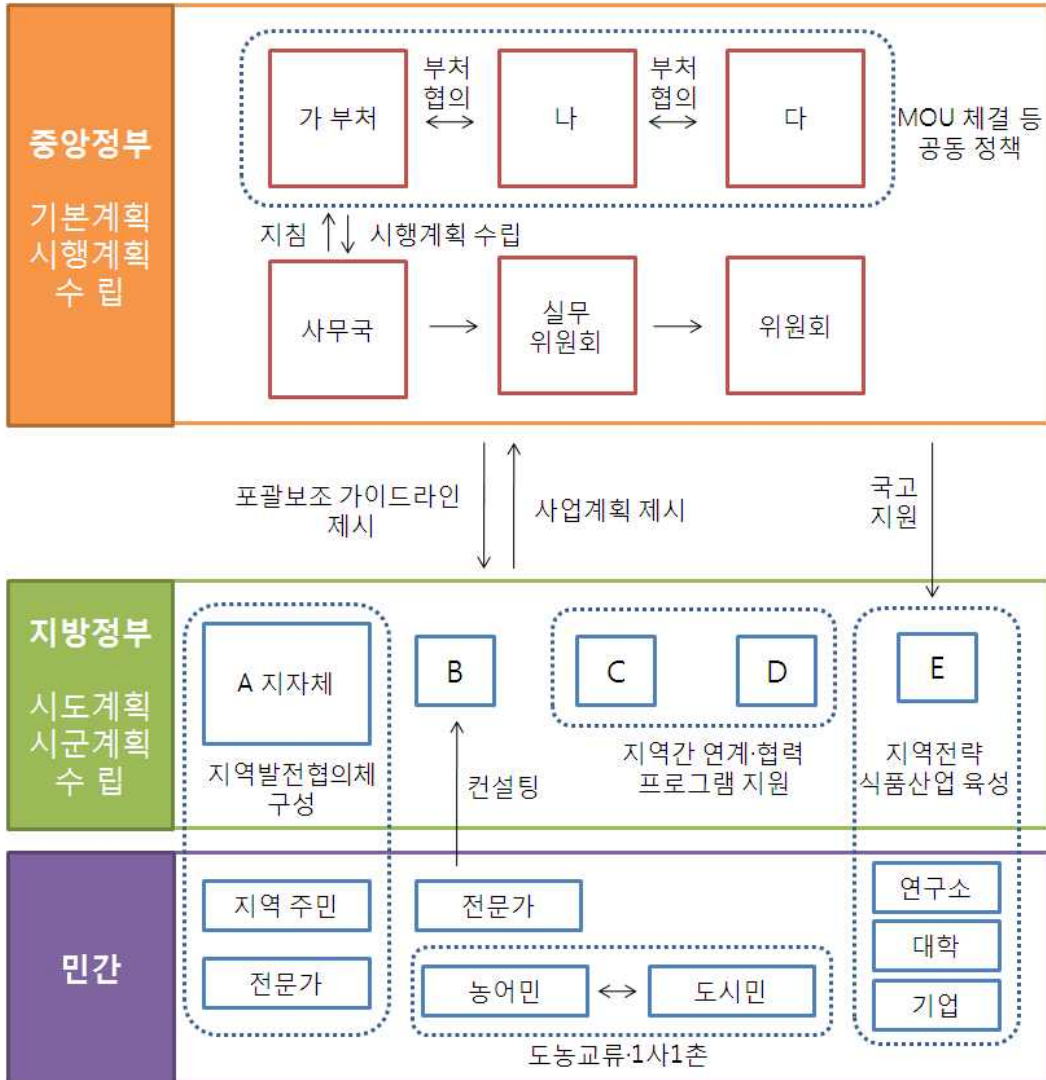 중앙정부
기본계획
시행계획
수 립
가 부처
부처
협의
나
부처
협의
다
MOU 체결 등
공동 정책
지침
시행계획 수립
사무국
실무
위원회
위원회
포괄보조 가이드라인
제시
사업계획 제시
국고
지원
지방정부
시도계획
시군계획
수 립
A 지자체
지역발전협의체
구성
B
컨설팅
C
D
지역간 연계·협력
프로그램 지원
E
지역전략
식품산업 육성
민간
지역 주민
전문가
전문가
농어민
도시민
도농교류·1사1촌
연구소
대학
기업